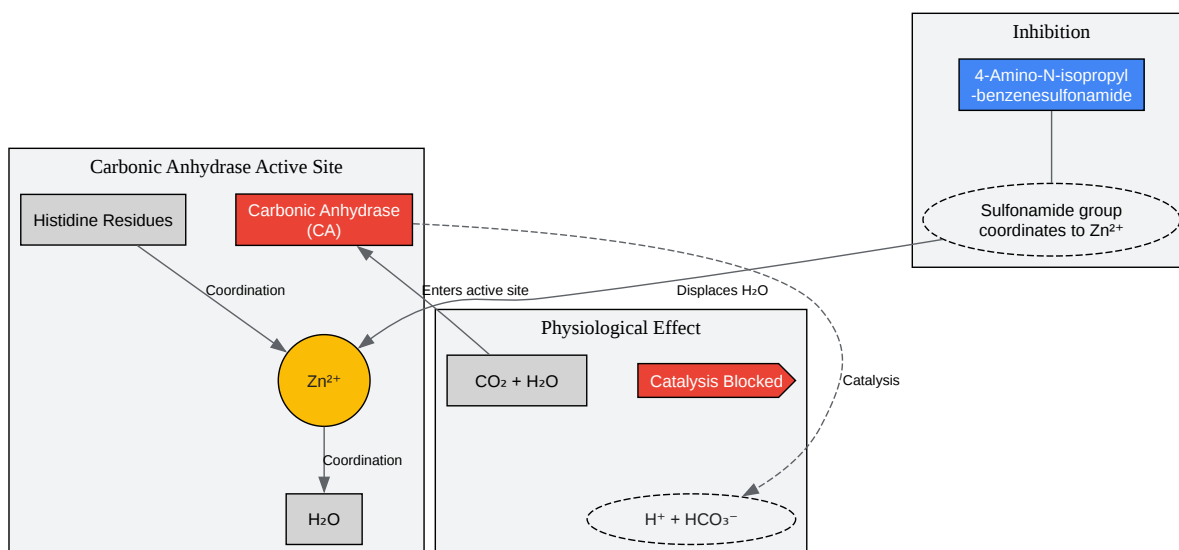 Inhibition
4-Amino-N-isopropyl
-benzenesulfonamide
Sulfonamide group
coordinates to Zn²⁺
Carbonic Anhydrase Active Site
Histidine Residues
Carbonic Anhydrase
(CA)
Coordination
Enters active site
Displaces H₂O
Zn²⁺
Coordination
H₂O
Physiological Effect
CO₂ + H₂O
Catalysis Blocked
Catalysis
H⁺ + HCO₃⁻